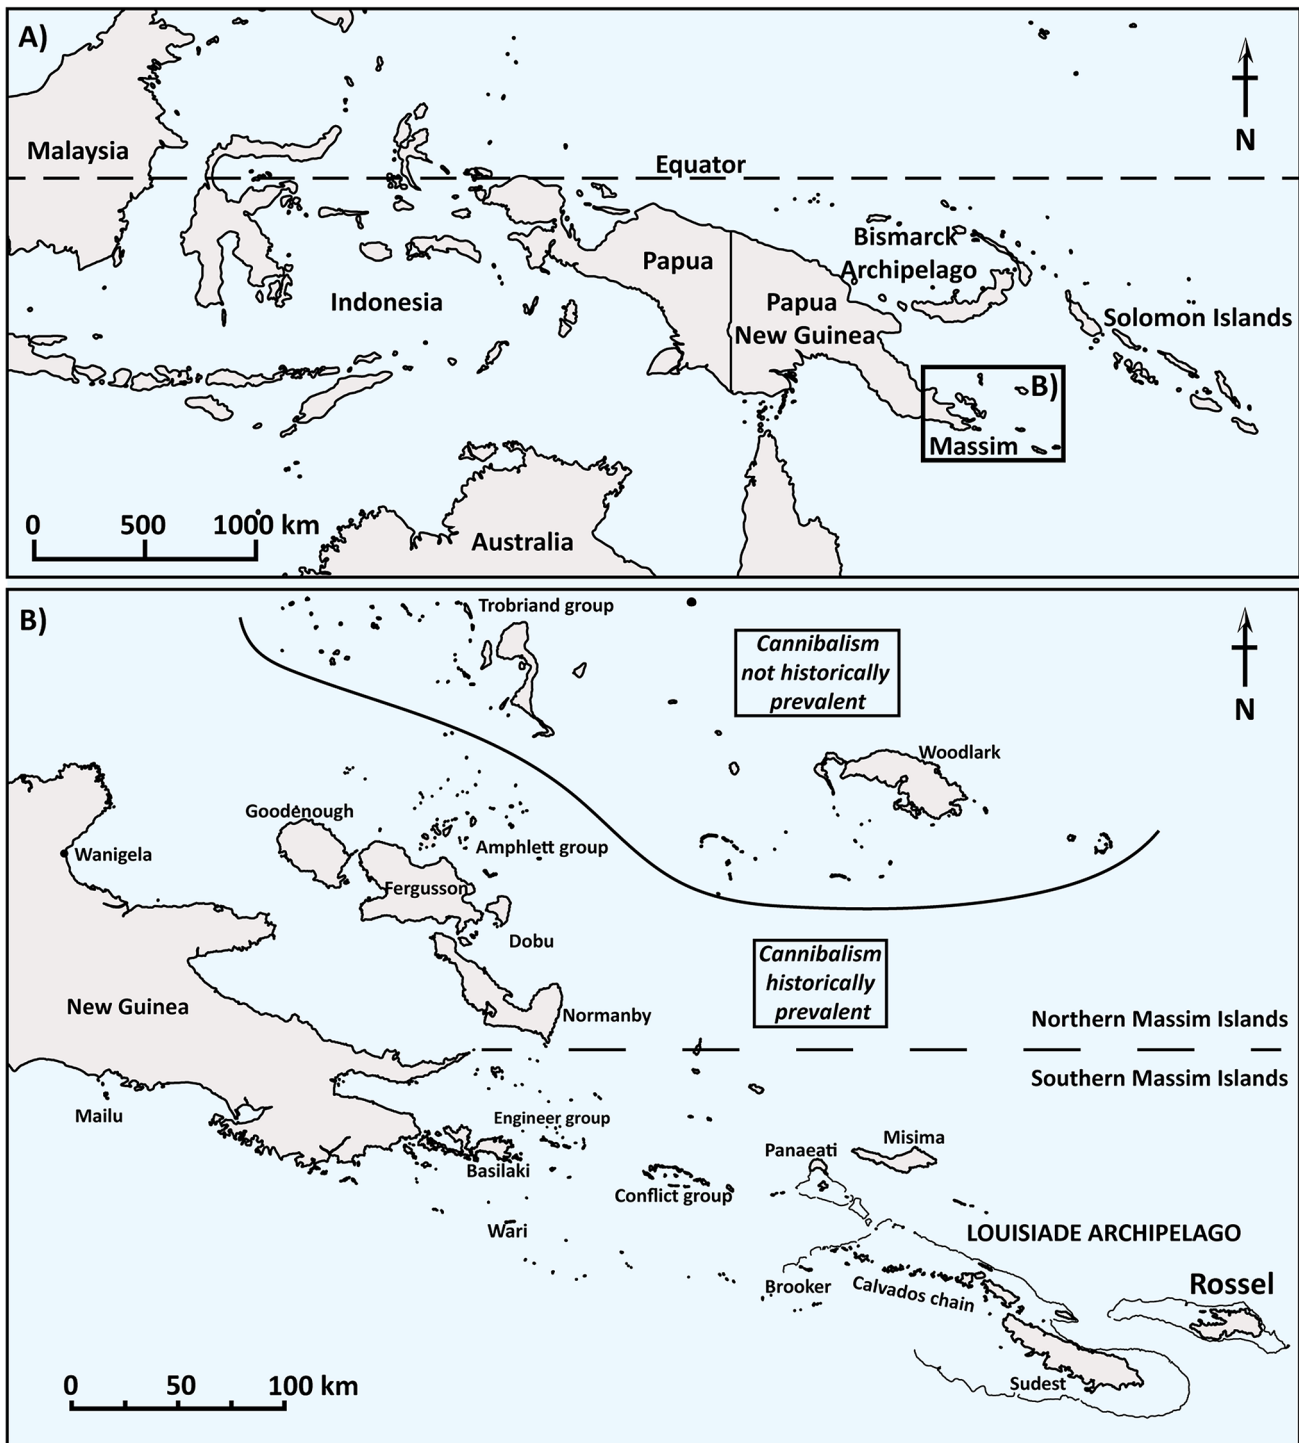 A)
N
Malaysia
Equator
Bismarck
Archipelago
Papua
Indonesia
Papua
New Guinea
Solomon Islands
B)
Massim
0 500 1000 km
Australia
B)
Trobriand group
Cannibalism
not historically
prevalent
N
Woodlark
Goodenough
Amphlett group
Wanigela
Fergusson
Dobu
Cannibalism
historically
prevalent
New Guinea
Normanby
Northern Massim Islands
Southern Massim Islands
Mailu
Engineer group
Misima
Panaeati
Basilaki
Conflict group
Wari
LOUISIADE ARCHIPELAGO
Brooker
Calvados chain
Rossel
Sudest
0 50 100 km